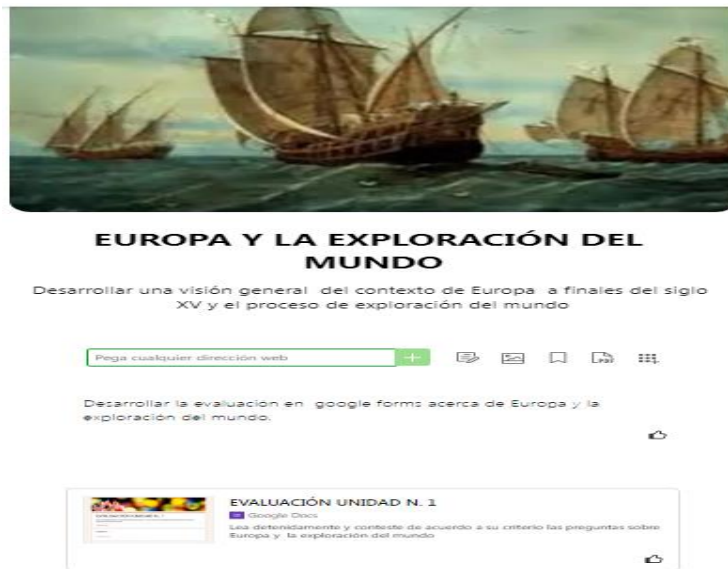 EUROPA Y LA EXPLORACIÓN DEL
MUNDO
Desarrollar una visión general del contexto de Europa a finales del siglo
XV y el proceso de exploración del mundo
Pega cualquier dirección web
Desarrollar la evaluación en google forms acerca de Europa y la
exploración del mundo.
EVALUACIÓN UNIDAD N. 1
Google Docs
Lea detenidamente y conteste de acuerdo a su criterio las preguntas sobre
Europa y la exploración del mundo